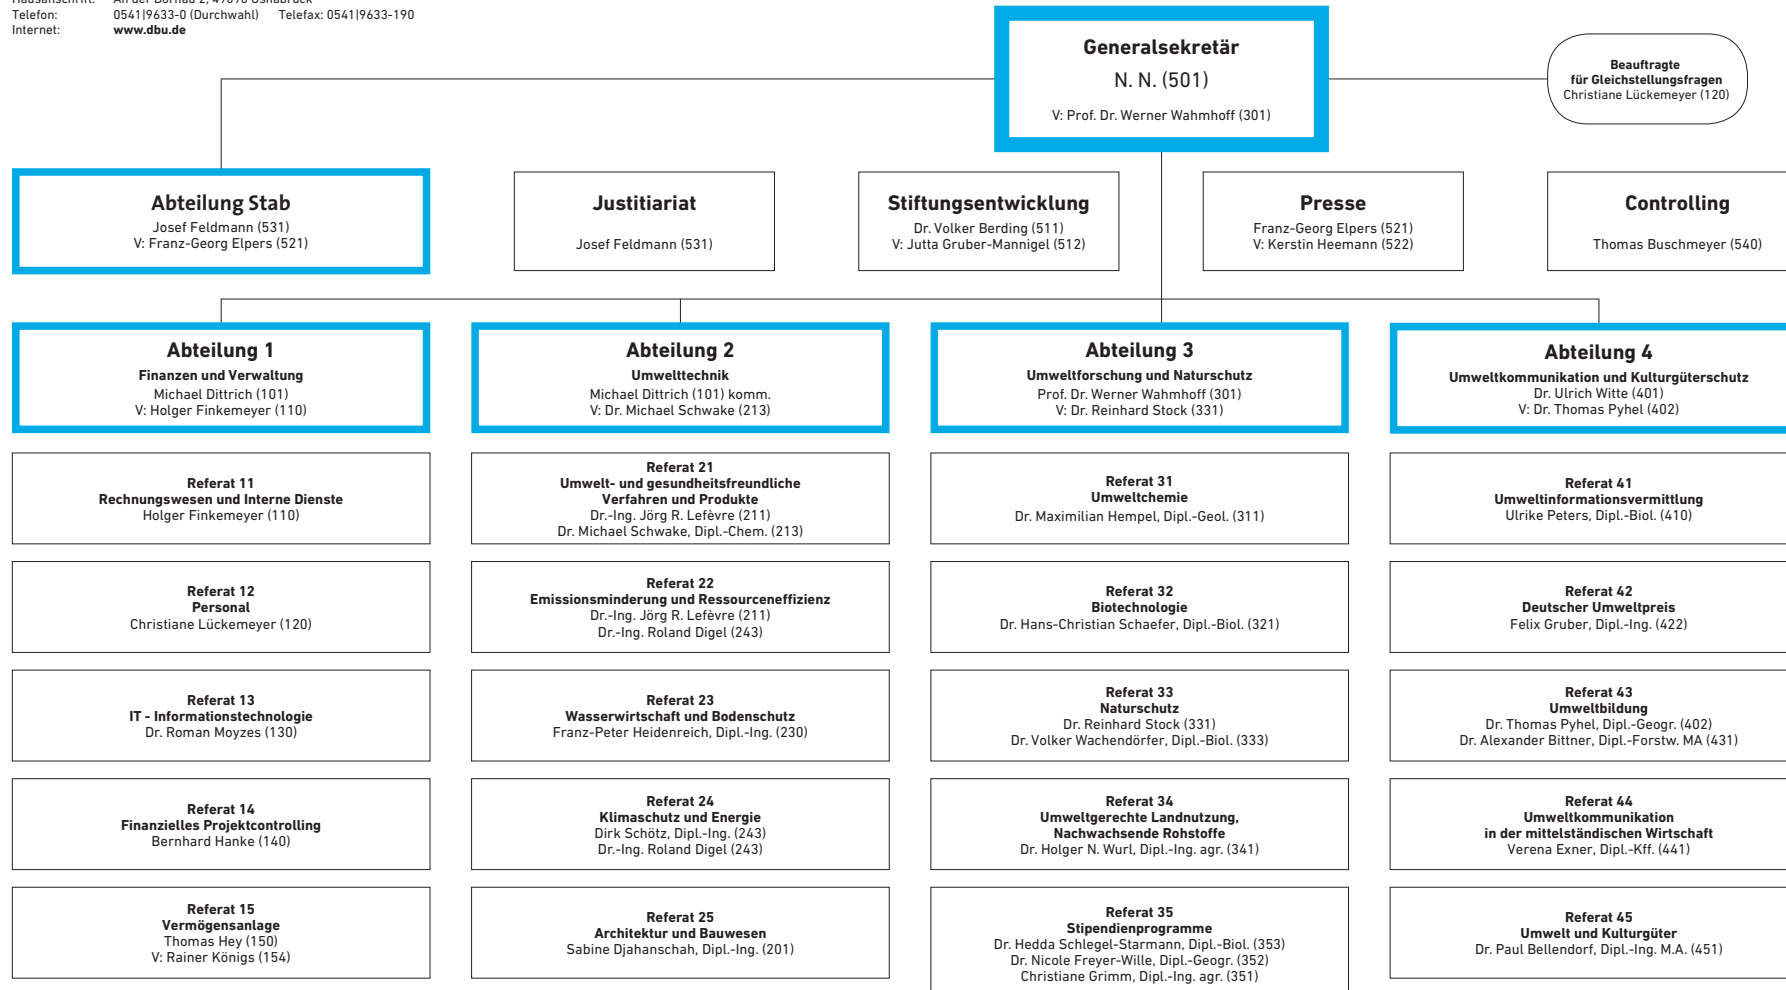 Telefon: 0541|9633-0 (Durchwahl) Telefax: 0541|9633-190
Internet: www.dbu.de
Generalsekretär
N. N. (501)
V: Prof. Dr. Werner Wahmhoff (301)
Beauftragte
für Gleichstellungsfragen
Christiane Lückemeyer (120)
Abteilung Stab
Josef Feldmann (531)
V: Franz-Georg Elpers (521)
Justitiariat
Josef Feldmann (531)
Stiftungsentwicklung
Dr. Volker Berding (511)
V: Jutta Gruber-Mannigel (512)
Presse
Franz-Georg Elpers (521)
V: Kerstin Heemann (522)
Controlling
Thomas Buschmeyer (540)
Abteilung 1
Finanzen und Verwaltung
Michael Dittrich (101)
V: Holger Finkemeyer (110)
Abteilung 2
Umwelttechnik
Michael Dittrich (101) komm.
V: Dr. Michael Schwake (213)
Abteilung 3
Umweltforschung und Naturschutz
Prof. Dr. Werner Wahmhoff (301)
V: Dr. Reinhard Stock (331)
Abteilung 4
Umweltkommunikation und Kulturgüterschutz
Dr. Ulrich Witte (401)
V: Dr. Thomas Pyhel (402)
Referat 11
Rechnungswesen und Interne Dienste
Holger Finkemeyer (110)
Referat 21
Umwelt- und gesundheitsfreundliche
Verfahren und Produkte
Dr.-Ing. Jörg R. Lefèvre (211)
Dr. Michael Schwake, Dipl.-Chem. (213)
Referat 31
Umweltchemie
Dr. Maximilian Hempel, Dipl.-Geol. (311)
Referat 41
Umweltinformationsvermittlung
Ulrike Peters, Dipl.-Biol. (410)
Referat 12
Personal
Christiane Lückemeyer (120)
Referat 22
Emissionsminderung und Ressourceneffizienz
Dr.-Ing. Jörg R. Lefèvre (211)
Dr.-Ing. Roland Digel (243)
Referat 32
Biotechnologie
Dr. Hans-Christian Schaefer, Dipl.-Biol. (321)
Referat 42
Deutscher Umweltpreis
Felix Gruber, Dipl.-Ing. (422)
Referat 13
IT - Informationstechnologie
Dr. Roman Moyzes (130)
Referat 23
Wasserwirtschaft und Bodenschutz
Franz-Peter Heidenreich, Dipl.-Ing. (230)
Referat 33
Naturschutz
Dr. Reinhard Stock (331)
Dr. Volker Wachendörfer, Dipl.-Biol. (333)
Referat 43
Umweltbildung
Dr. Thomas Pyhel, Dipl.-Geogr. (402)
Dr. Alexander Bittner, Dipl.-Forstw. MA (431)
Referat 14
Finanzielles Projektcontrolling
Bernhard Hanke (140)
Referat 24
Klimaschutz und Energie
Dirk Schötz, Dipl.-Ing. (243)
Dr.-Ing. Roland Digel (243)
Referat 34
Umweltgerechte Landnutzung,
Nachwachsende Rohstoffe
Dr. Holger N. Wurl, Dipl.-Ing. agr. (341)
Referat 44
Umweltkommunikation
in der mittelständischen Wirtschaft
Verena Exner, Dipl.-Kff. (441)
Referat 15
Vermögensanlage
Thomas Hey (150)
V: Rainer Königs (154)
Referat 25
Architektur und Bauwesen
Sabine Djahanschah, Dipl.-Ing. (201)
Referat 35
Stipendienprogramme
Dr. Hedda Schlegel-Starmann, Dipl.-Biol. (353)
Dr. Nicole Freyer-Wille, Dipl.-Geogr. (352)
Christiane Grimm, Dipl.-Ing. agr. (351)
Referat 45
Umwelt und Kulturgüter
Dr. Paul Bellendorf, Dipl.-Ing. M.A. (451)